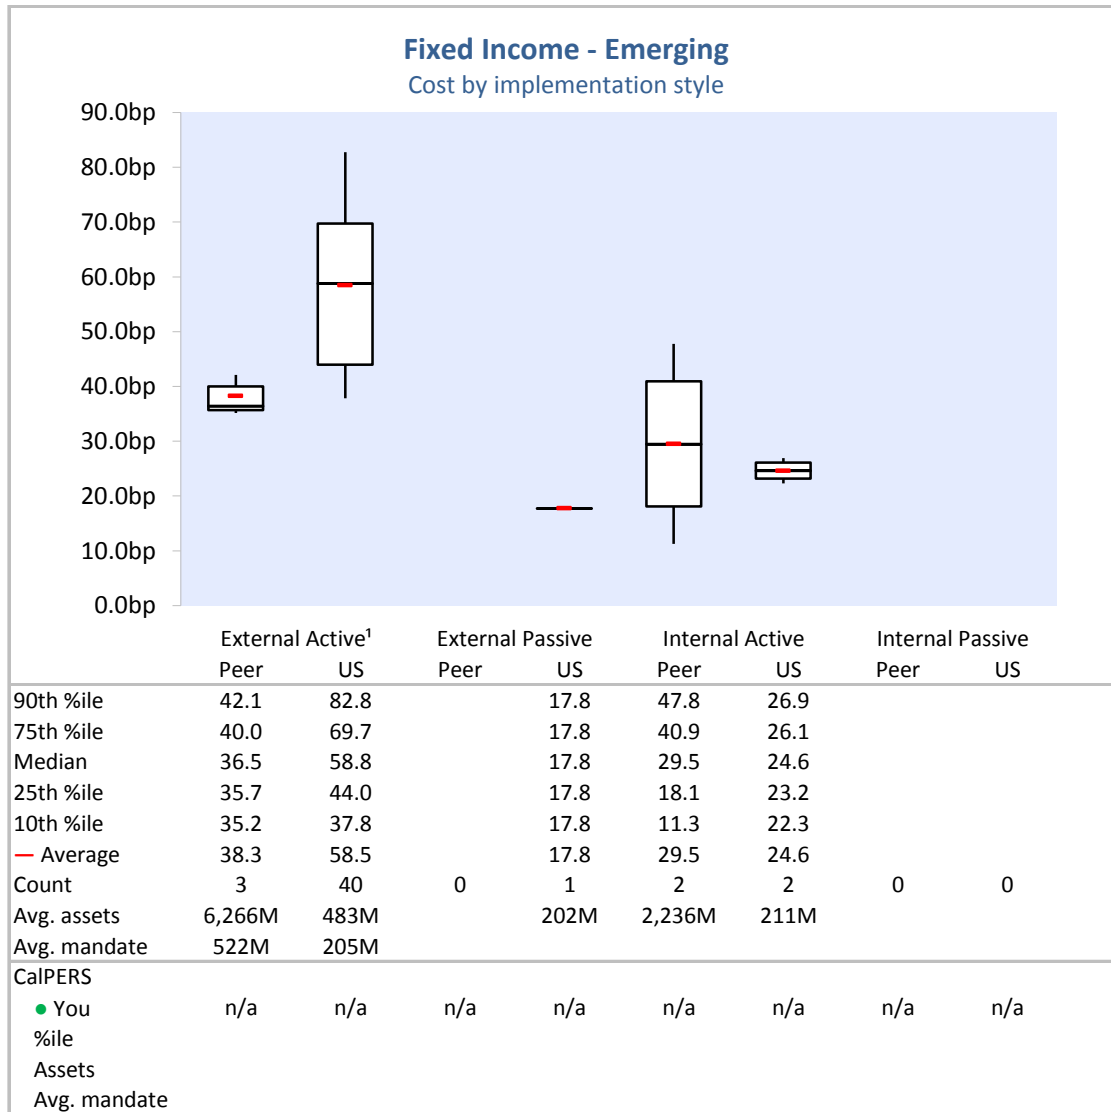 Fixed Income - Emerging
Cost by implementation style
90.0bp
80.0bp
70.0bp
60.0bp
50.0bp
40.0bp
30.0bp
20.0bp
10.0bp
0.0bp
External Active¹ External Passive Internal Active Internal Passive
Peer US Peer US Peer US Peer US
90th %ile 42.1 82.8 17.8 47.8 26.9
75th %ile 40.0 69.7 17.8 40.9 26.1
Median 36.5 58.8 17.8 29.5 24.6
25th %ile 35.7 44.0 17.8 18.1 23.2
10th %ile 35.2 37.8 17.8 11.3 22.3
— Average 38.3 58.5 17.8 29.5 24.6
Count 3 40 0 1 2 2 0 0
Avg. assets 6,266M 483M 202M 2,236M 211M
Avg. mandate 522M 205M
CalPERS
● You n/a n/a n/a n/a n/a n/a n/a n/a
%ile
Assets
Avg. mandate